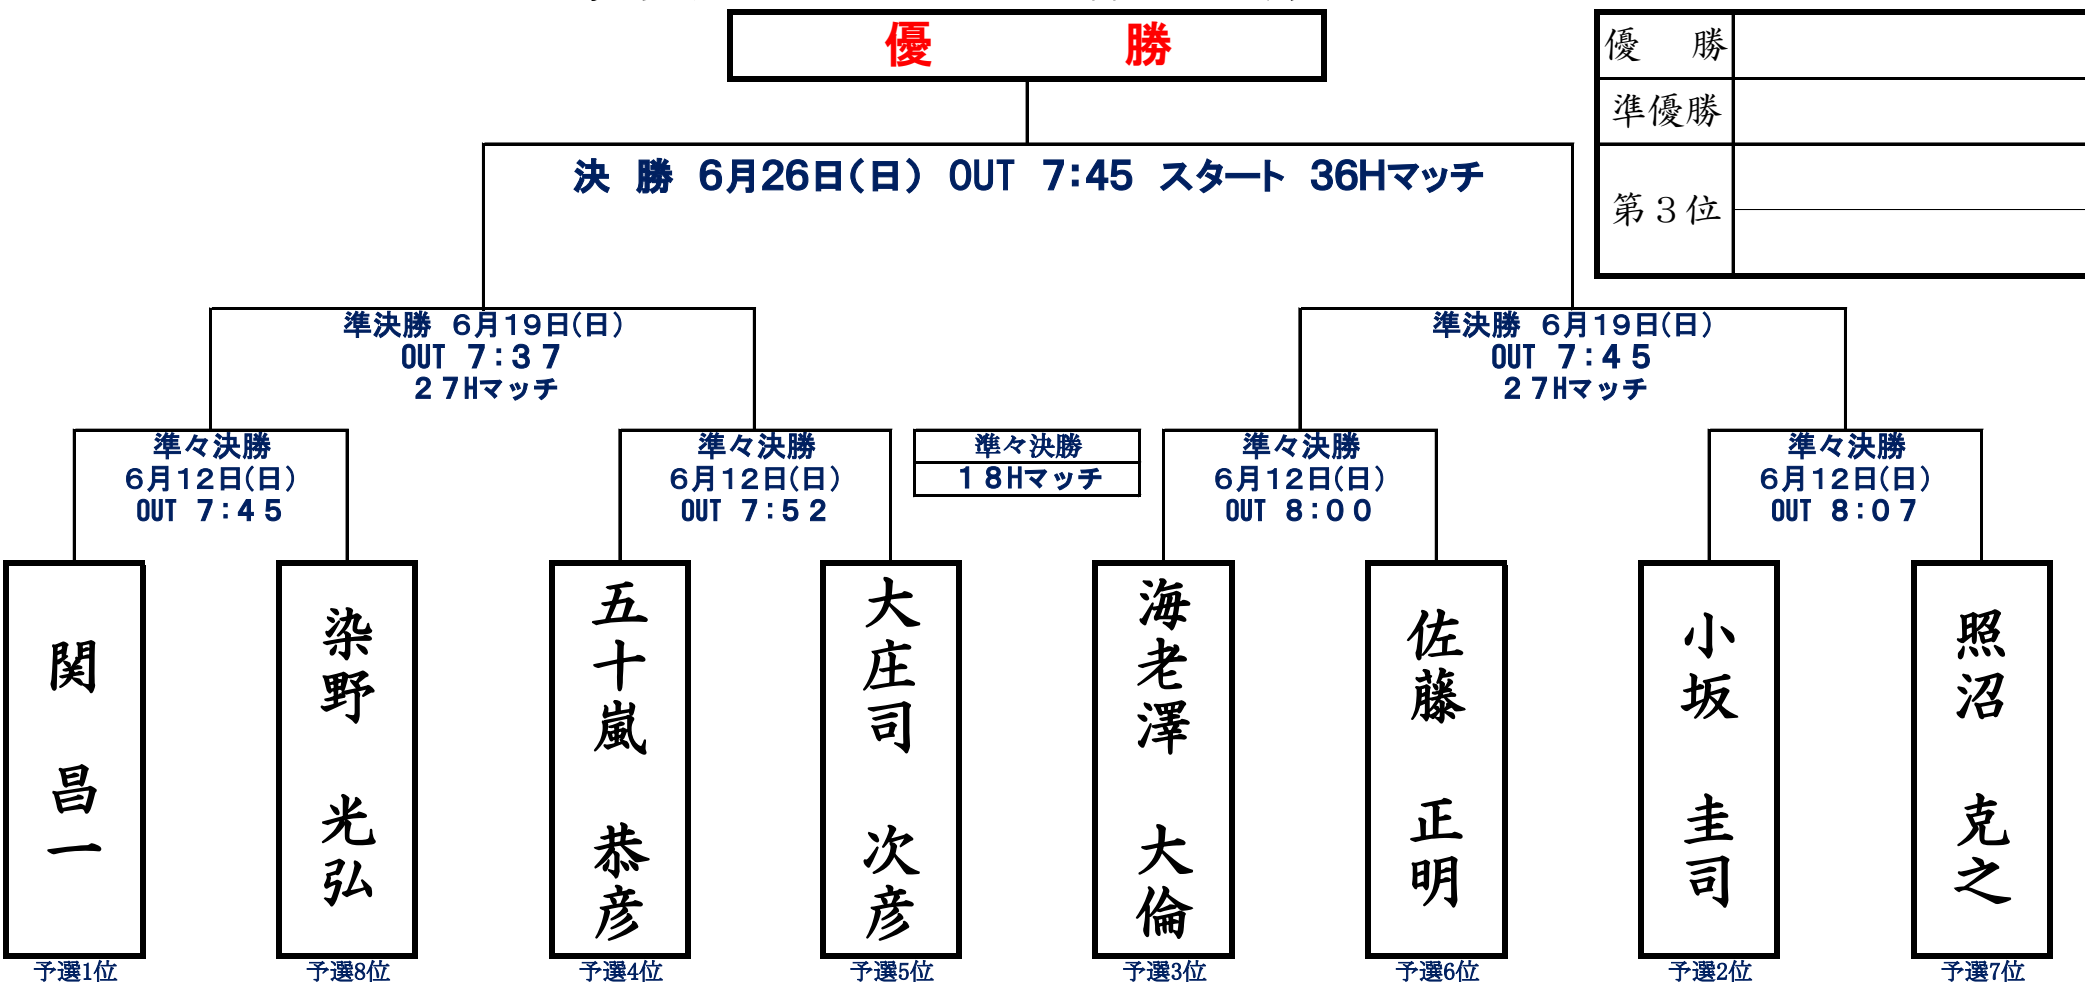 優 勝
優 勝
準優勝
第３位
決 勝 6月26日(日) OUT 7:45 スタート 36Hマッチ
準決勝 ６月１９日(日)
OUT ７:３７
２７Hマッチ
準決勝 ６月１９日(日)
OUT ７:４５
２７Hマッチ
準々決勝
６月１２日(日)
OUT ７:４５
準々決勝
６月１２日(日)
OUT ７:５２
準々決勝
１８Hマッチ
準々決勝
６月１２日(日)
OUT ８:００
準々決勝
６月１２日(日)
OUT ８:０７
関 昌一
染野 光弘
五十嵐 恭彦
大庄司 次彦
海老澤 大倫
佐藤 正明
小坂 圭司
照沼 克之
予選1位
予選8位
予選4位
予選5位
予選3位
予選6位
予選2位
予選7位